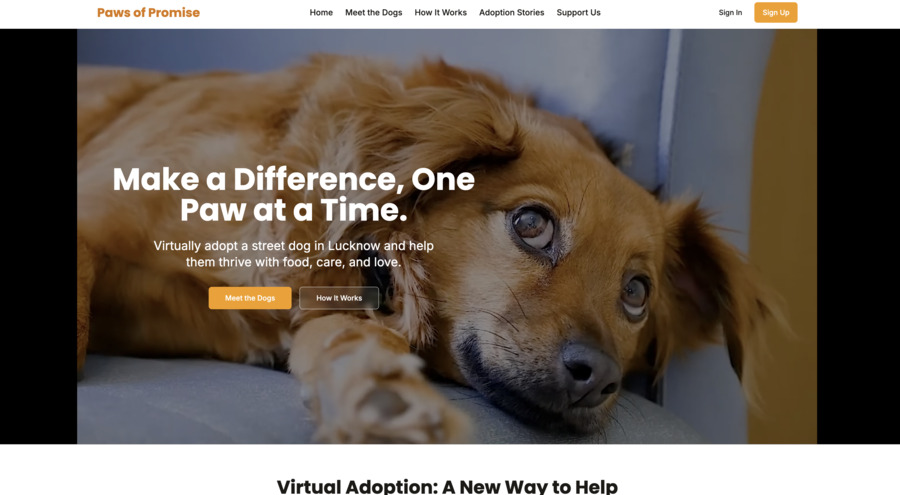 Paws of Promise
Home
Meet the Dogs
How It Works
Adoption Stories
Support Us
Sign In
Sign Up
Make a Difference, One
Paw at a Time.
Virtually adopt a street dog in Lucknow and help
them thrive with food, care, and love.
Meet the Dogs
How It Works
Virtual Adoption: A New Way to Help